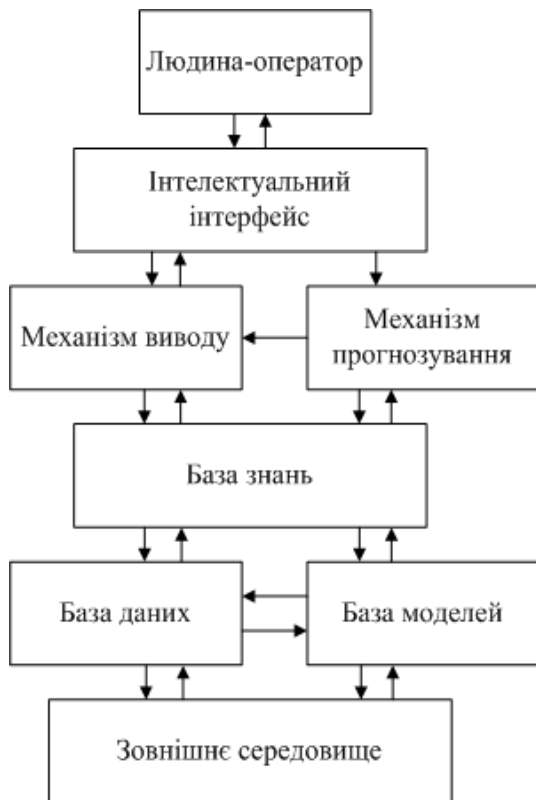 Людина-оператор
Інтелектуальний
інтерфейс
Механізм виводу
Механізм
прогнозування
База знань
База даних
База моделей
Зовнішнє середовище